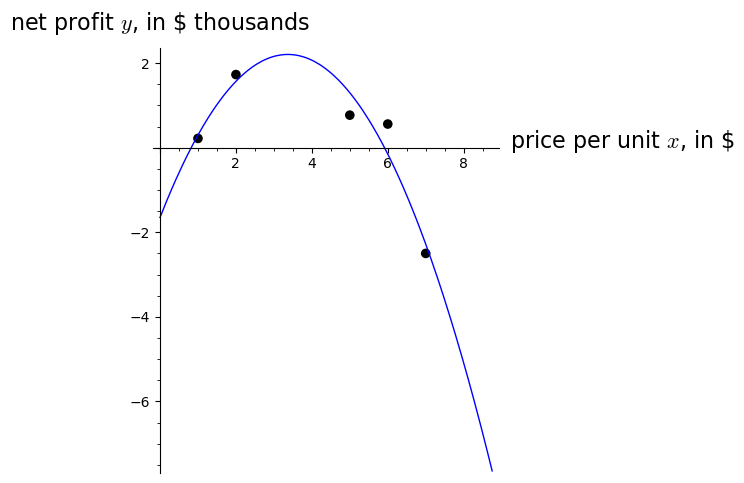 net profit y, in $ thousands
2
price per unit x, in $
2 4 6 8
−2
−4
−6